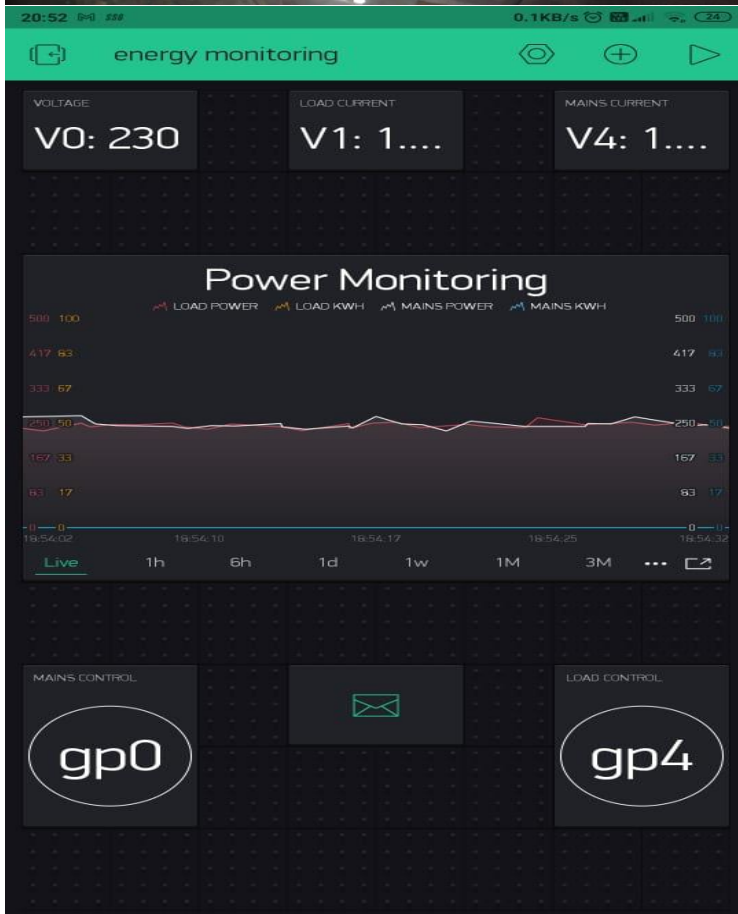 20:52 0.1KB/s 24
energy monitoring
VOLTAGE LOAD CURRENT MAINS CURRENT
V0: 230 V1: 1.... V4: 1....
Power Monitoring
LOAD POWER LOAD KWH MAINS POWER MAINS KWH
500 100 500 100
417 83 417 83
333 67 333 67
250 50 250 50
167 33 167 33
83 17 83 17
0 0 0 0
18:54:02 18:54:10 18:54:17 18:54:25 18:54:32
Live 1h 6h 1d 1w 1M 3M ...
MAINS CONTROL LOAD CONTROL
gp0 gp4